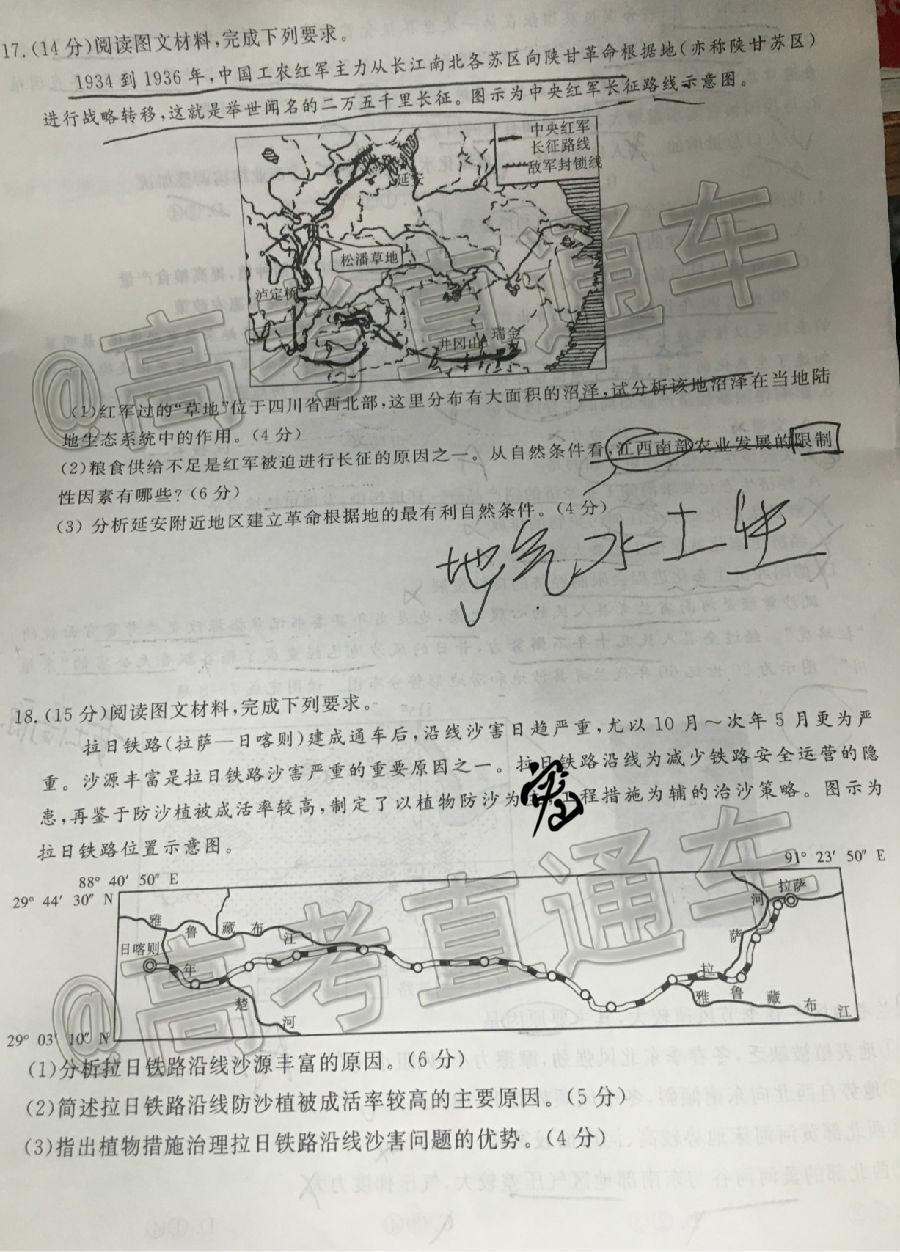 17.(14分)阅读图文材料,完成下列要求。
1934到1936年,中国工农红军主力从长江南北各苏区向陕甘革命根据地(亦称陕甘苏区)
进行战略转移,这就是举世闻名的二万五千里长征。图示为中央红军长征路线示意图。
中央红军
长征路线
敌军封锁线
延安
松潘草地
泸定桥
井冈山
瑞金
(1)红军过的“草地”位于四川省西北部,这里分布有大面积的沼泽,试分析该地沼泽在当地陆
地生态系统中的作用。(4分)
(2)粮食供给不足是红军被迫进行长征的原因之一。从自然条件看,江西南部农业发展的限制
性因素有哪些?(6分)
(3)分析延安附近地区建立革命根据地的最有利自然条件。(4分)
地气水土生
18.(15分)阅读图文材料,完成下列要求。
拉日铁路(拉萨—日喀则)建成通车后,沿线沙害日趋严重,尤以10月~次年5月更为严
重。沙源丰富是拉日铁路沙害严重的重要原因之一。拉 铁路沿线为减少铁路安全运营的隐
患,再鉴于防沙植被成活率较高,制定了以植物防沙为 程措施为辅的治沙策略。图示为
拉日铁路位置示意图。
88° 40′ 50″ E
91° 23′ 50″ E
29° 44′ 30″ N
拉萨
河
雅鲁藏布江
日喀则
萨
年
拉
楚
雅鲁藏布江
河
29° 03′ 10″ N
(1)分析拉日铁路沿线沙源丰富的原因。(6分)
(2)简述拉日铁路沿线防沙植被成活率较高的主要原因。(5分)
(3)指出植物措施治理拉日铁路沿线沙害问题的优势。(4分)
@高考直通车
@高考直通车